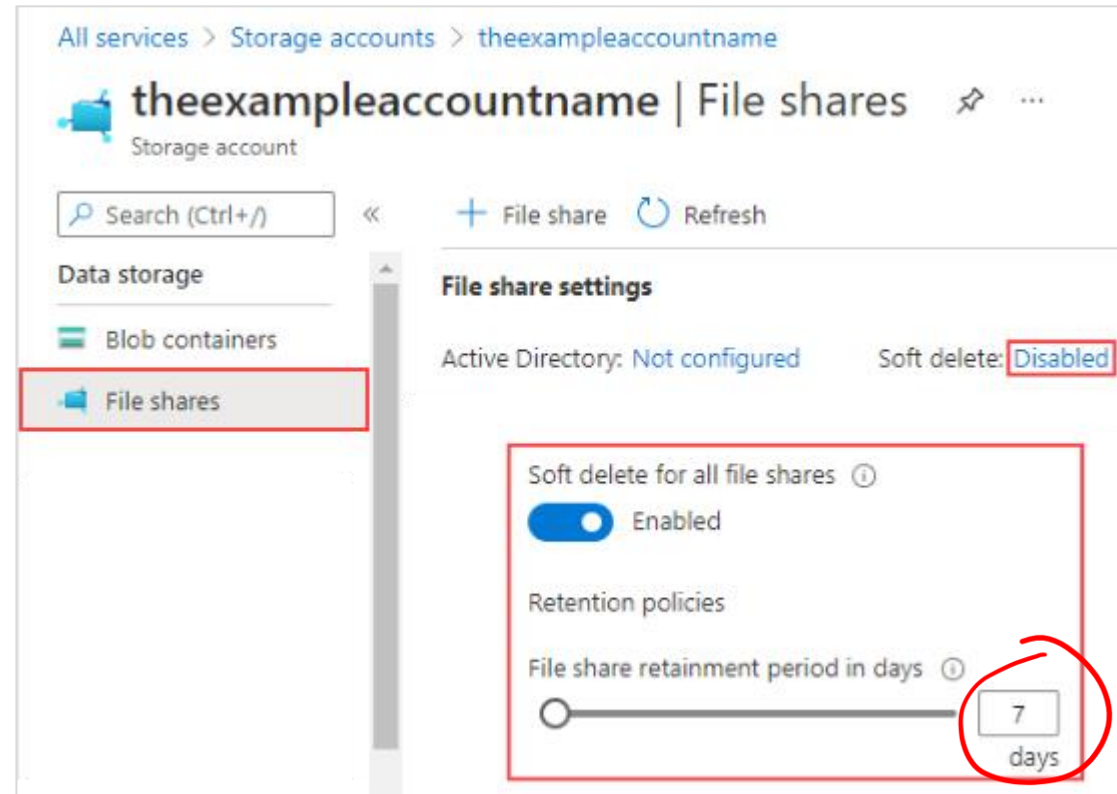 All services > Storage accounts > theexampleaccountname
theexampleaccountname | File shares ...
Storage account
Search (Ctrl+/) «
+ File share Refresh
Data storage
File share settings
Blob containers
Active Directory: Not configured Soft delete: Disabled
File shares
Soft delete for all file shares
Enabled
Retention policies
File share retainment period in days
7
days